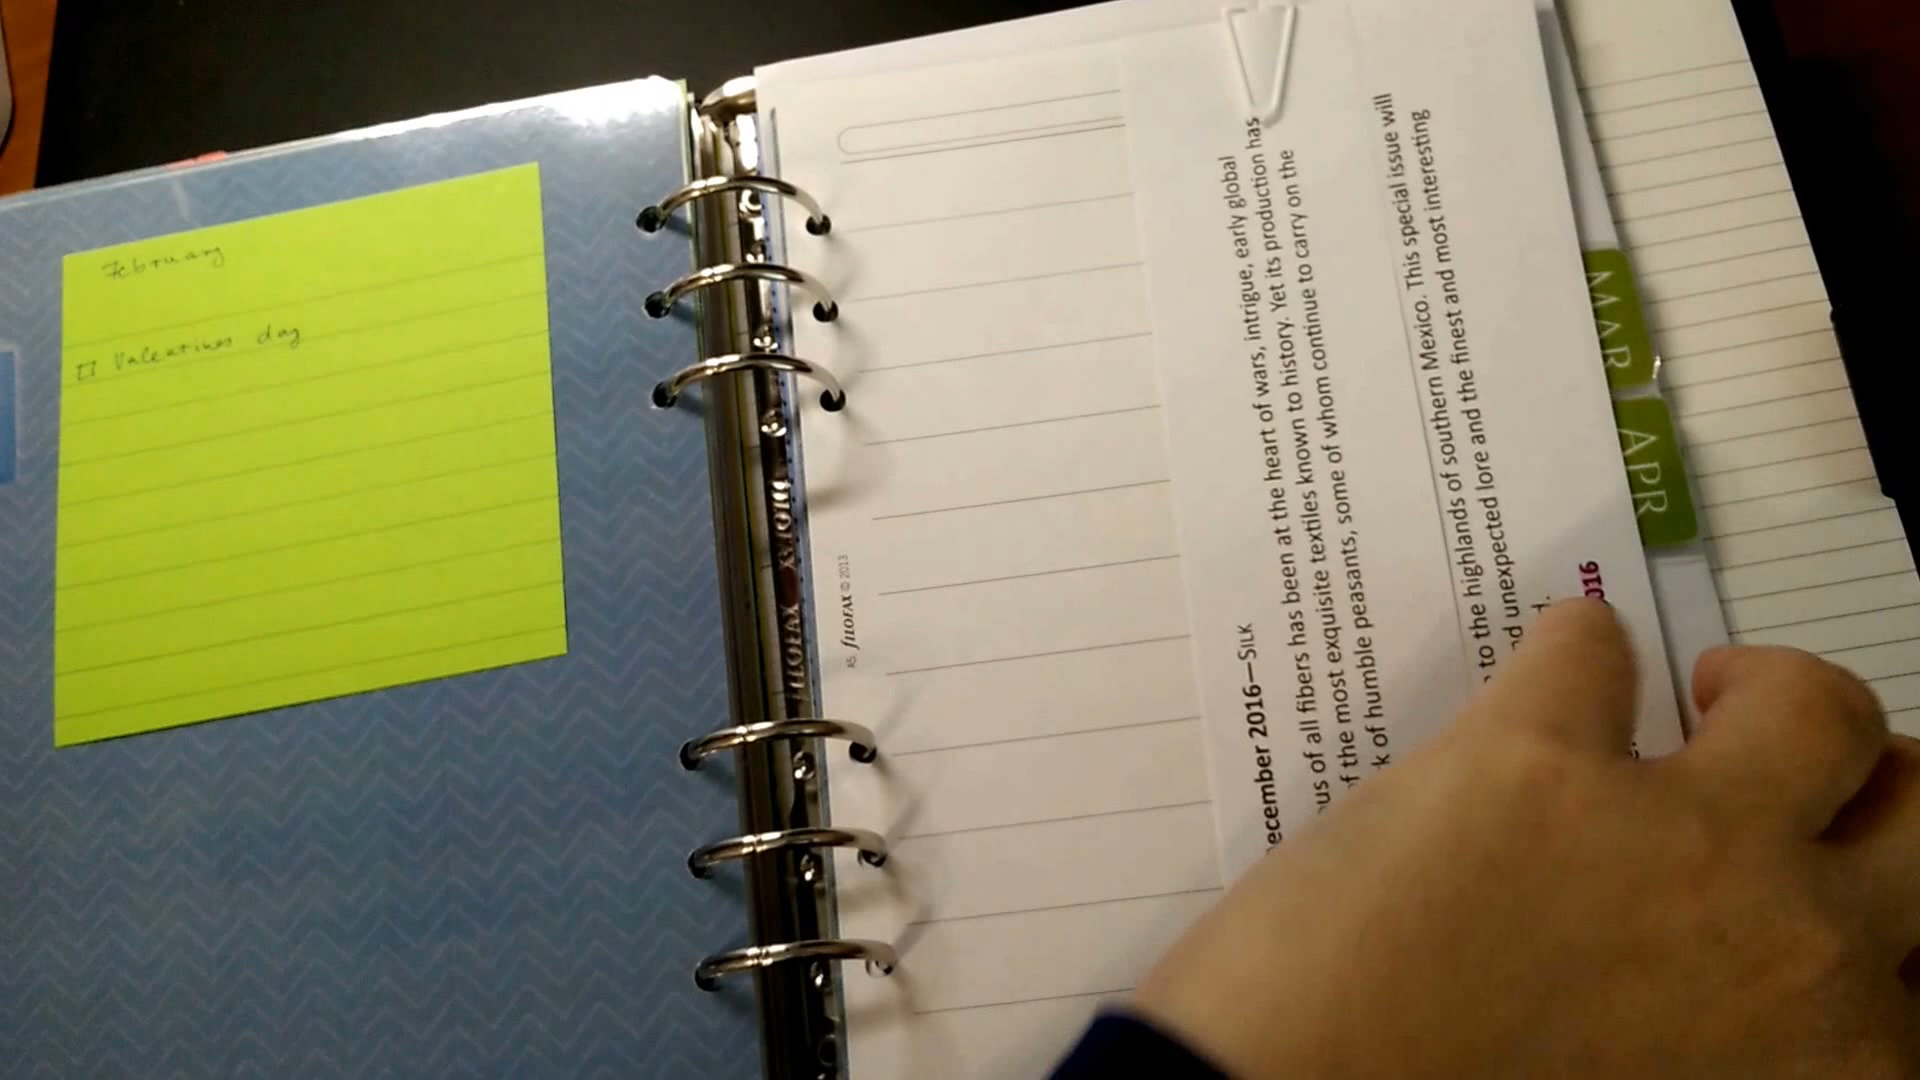 February
Valentines day
FILOFAX
A5 filofax © 2013
ecember 2016—SILK
us of all fibers has been at the heart of wars, intrigue, early global
f the most exquisite textiles known to history. Yet its production has
k of humble peasants, some of whom continue to carry on the
to the highlands of southern Mexico. This special issue will
nd unexpected lore and the finest and most interesting
d.
016
MAR
APR